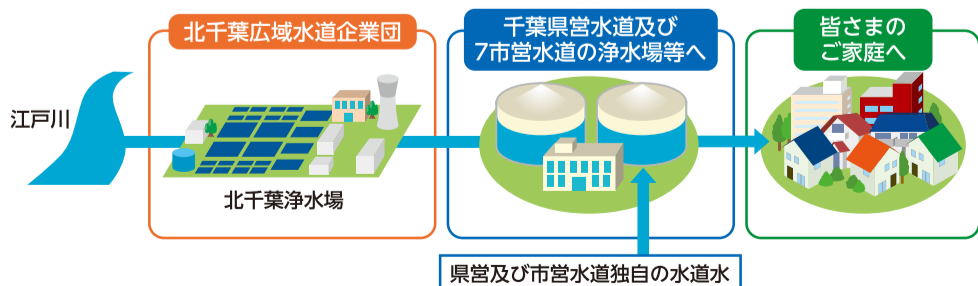 江戸川
北千葉広域水道企業団
北千葉浄水場
千葉県営水道及び
7市営水道の浄水場等へ
県営及び市営水道独自の水道水
皆さまの
ご家庭へ